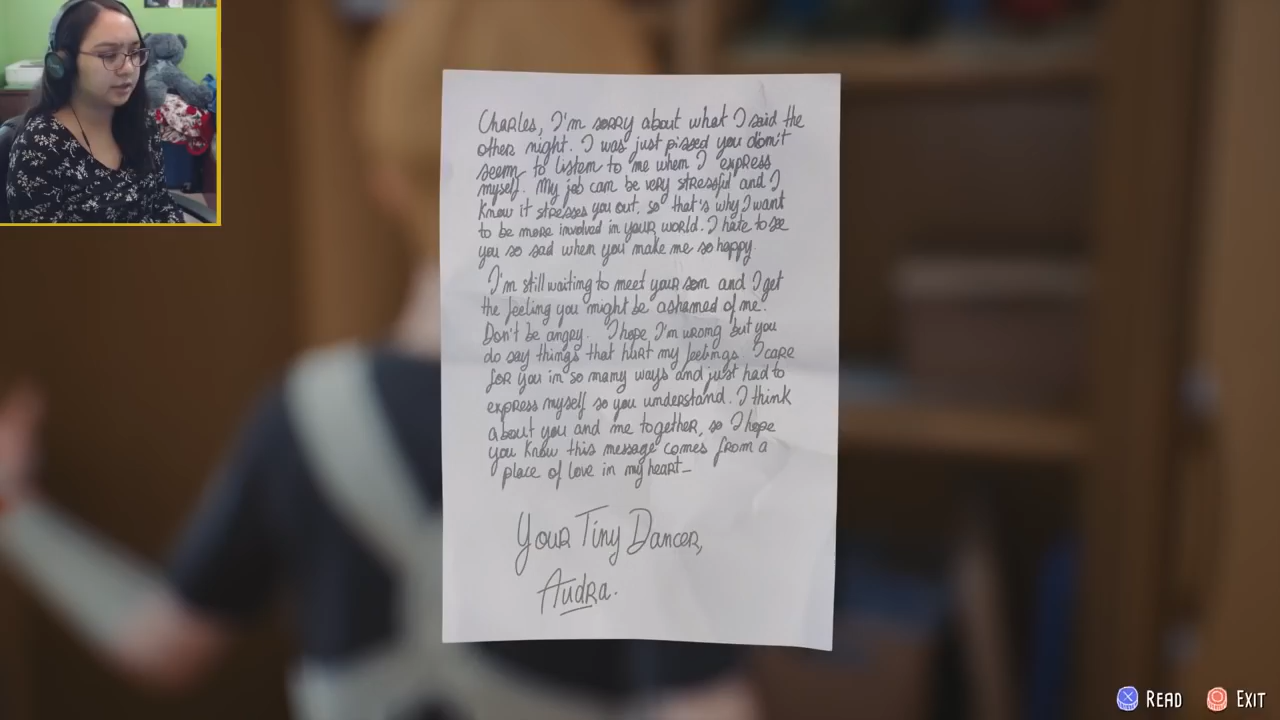 Charles, I'm sorry about what I said the
other night. I was just pissed you don't
seem to listen to me when I express
myself. My job can be very stressful and I
know it stresses you out, so that's why I want
to be more involved in your world. I hate to see
you so sad when you make me so happy.
I'm still waiting to meet your son and I get
the feeling you might be ashamed of me.
Don't be angry. I hope I'm wrong but you
do say things that hurt my feelings. I care
for you in so many ways and just had to
express myself so you understand. I think
about you and me together, so I hope
you know this message comes from a
place of love in my heart_
Your Tiny Dancer,
Audra.
Read Exit